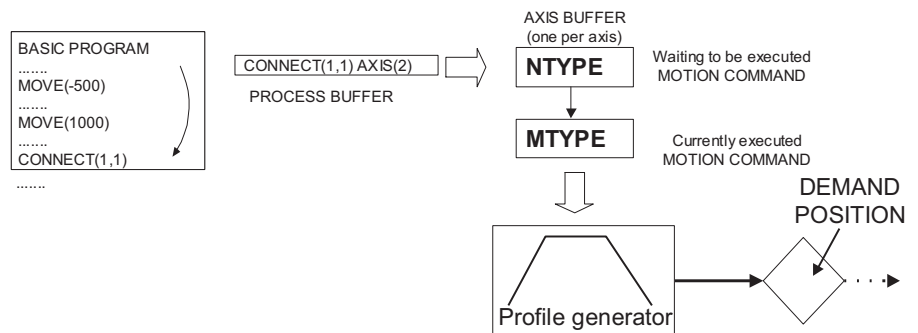 BASIC PROGRAM
.......
MOVE(-500)
.......
MOVE(1000)
.......
CONNECT(1,1)
.......
CONNECT(1,1) AXIS(2)
PROCESS BUFFER
AXIS BUFFER
(one per axis)
NTYPE
Waiting to be executed
MOTION COMMAND
MTYPE
Currently executed
MOTION COMMAND
Profile generator
DEMAND
POSITION